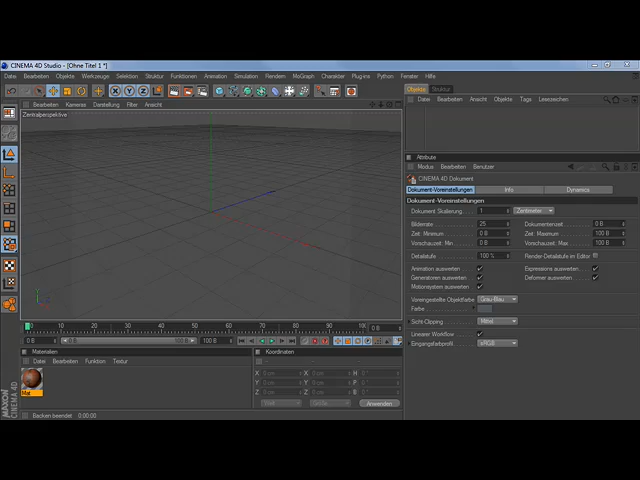 CINEMA 4D Studio - [Ohne Titel 1 *]
Datei Bearbeiten Objekte Werkzeuge Selektion Struktur Funktionen Animation Simulation Rendern MoGraph Charakter Plug-ins Python Fenster Hilfe
Bearbeiten Kameras Darstellung Filter Ansicht
Zentralperspektive
Objekte Struktur
Datei Bearbeiten Ansicht Objekte Tags Lesezeichen
Attribute
Modus Bearbeiten Benutzer
CINEMA 4D Dokument
Dokument-Voreinstellungen Info Dynamics
Dokument-Voreinstellungen
Dokument Skalierung 1 Zentimeter
Bilderrate 25 Dokumentenzeit 0 B
Zeit: Minimum 0 B Zeit: Maximum 100 B
Vorschauzeit: Min 0 B Vorschauzeit: Max 100 B
Detailstufe 100 % Render-Detailstufe im Editor
Animation auswerten Expressions auswerten
Generatoren auswerten Deformer auswerten
Motionsystem auswerten
Voreingestellte Objektfarbe Grau-Blau
Farbe
Sicht-Clipping Mittel
Linearer Workflow
Eingangsfarbprofil sRGB
0 10 20 30 40 50 60 70 80 90 100 0 B
0 B 0 B 100 B 100 B
Materialien
Datei Bearbeiten Funktion Textur
Mat
Koordinaten
X 0 cm X 0 cm H 0 °
Y 0 cm Y 0 cm P 0 °
Z 0 cm Z 0 cm B 0 °
Welt Größe Anwenden
MAXON CINEMA 4D
Backen beendet 0:00:00